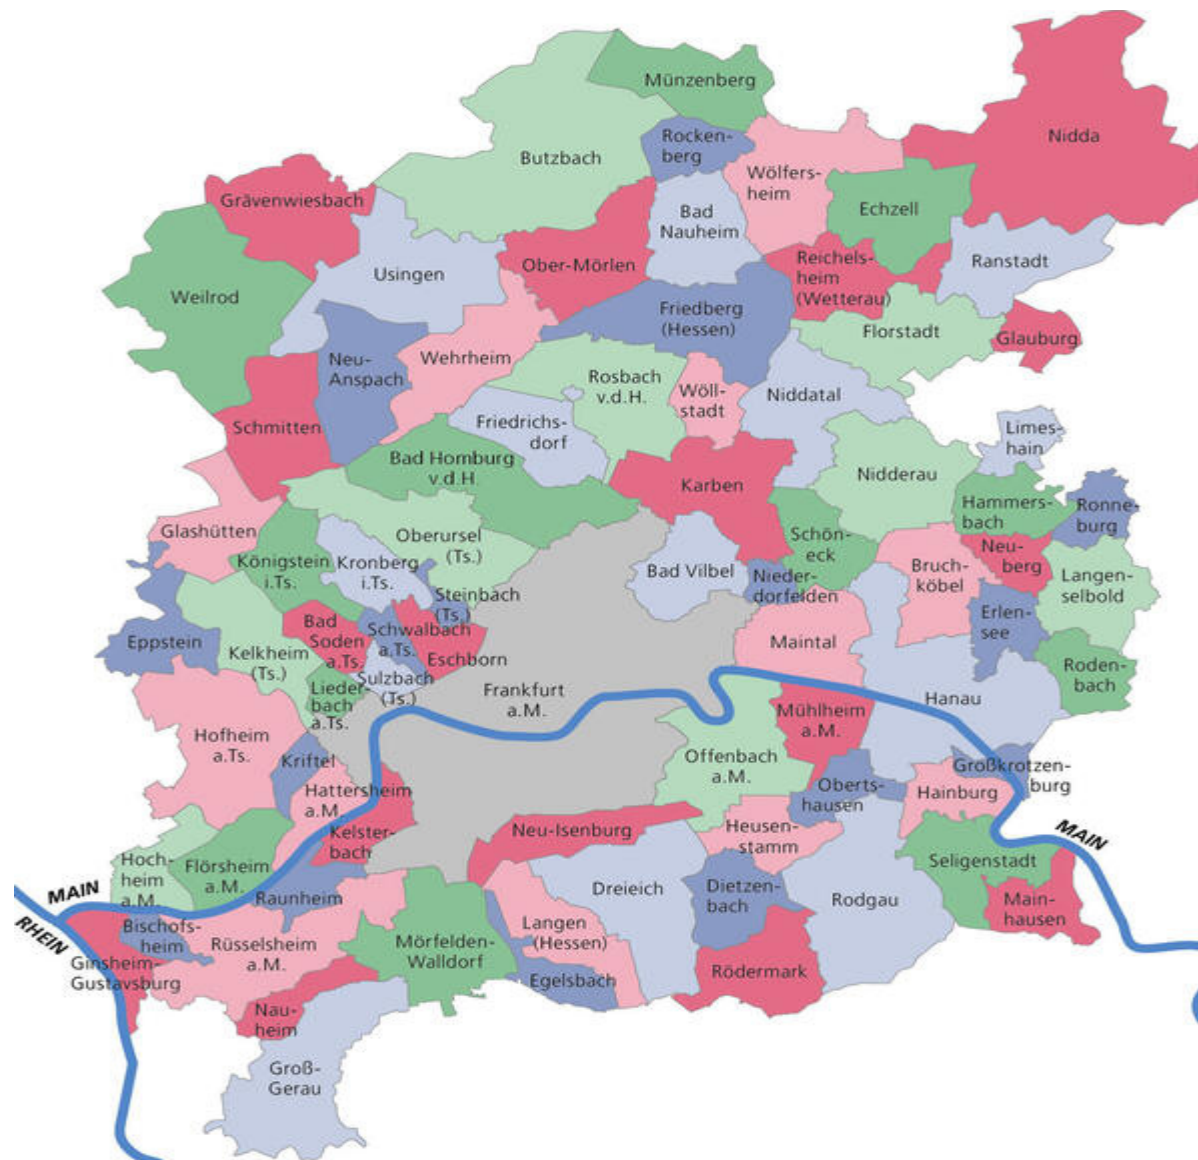 Münzenberg
Nidda
Rocken-
berg
Butzbach
Wölfers-
heim
Grävenwiesbach
Echzell
Bad
Nauheim
Usingen
Ober-Mörlen
Reichels-
heim
(Wetterau)
Ranstadt
Weilrod
Friedberg
(Hessen)
Florstadt
Glauburg
Neu-
Anspach
Wehrheim
Rosbach
v.d.H.
Wöll-
stadt
Niddatal
Schmitten
Friedrichs-
dorf
Limes-
hain
Bad Homburg
v.d.H.
Karben
Nidderau
Hammers-
bach
Ronne-
burg
Glashütten
Oberursel
(Ts.)
Schön-
eck
Königstein
i.Ts.
Kronberg
i.Ts.
Bad Vilbel
Nieder-
dorfelden
Bruch-
köbel
Neu-
berg
Langen-
selbold
Steinbach
(Ts.)
Erlen-
see
Eppstein
Bad
Soden
a.Ts.
Schwalbach
a.Ts.
Eschborn
Maintal
Kelkheim
(Ts.)
Sulzbach
(Ts.)
Roden-
bach
Lieder-
bach
a.Ts.
Frankfurt
a.M.
Hanau
Mühlheim
a.M.
Hofheim
a.Ts.
Kriftel
Offenbach
a.M.
Großkrotzen-
burg
Hattersheim
a.M.
Oberts-
hausen
Hainburg
Kelster-
bach
Neu-Isenburg
Heusen-
stamm
MAIN
Hoch-
heim
a.M.
Flörsheim
a.M.
Seligenstadt
MAIN
Raunheim
Dreieich
Dietzen-
bach
Rodgau
Main-
hausen
RHEIN
Bischofs-
heim
Rüsselsheim
a.M.
Mörfelden-
Walldorf
Langen
(Hessen)
Ginsheim-
Gustavsburg
Egelsbach
Rödermark
Nau-
heim
Groß-
Gerau